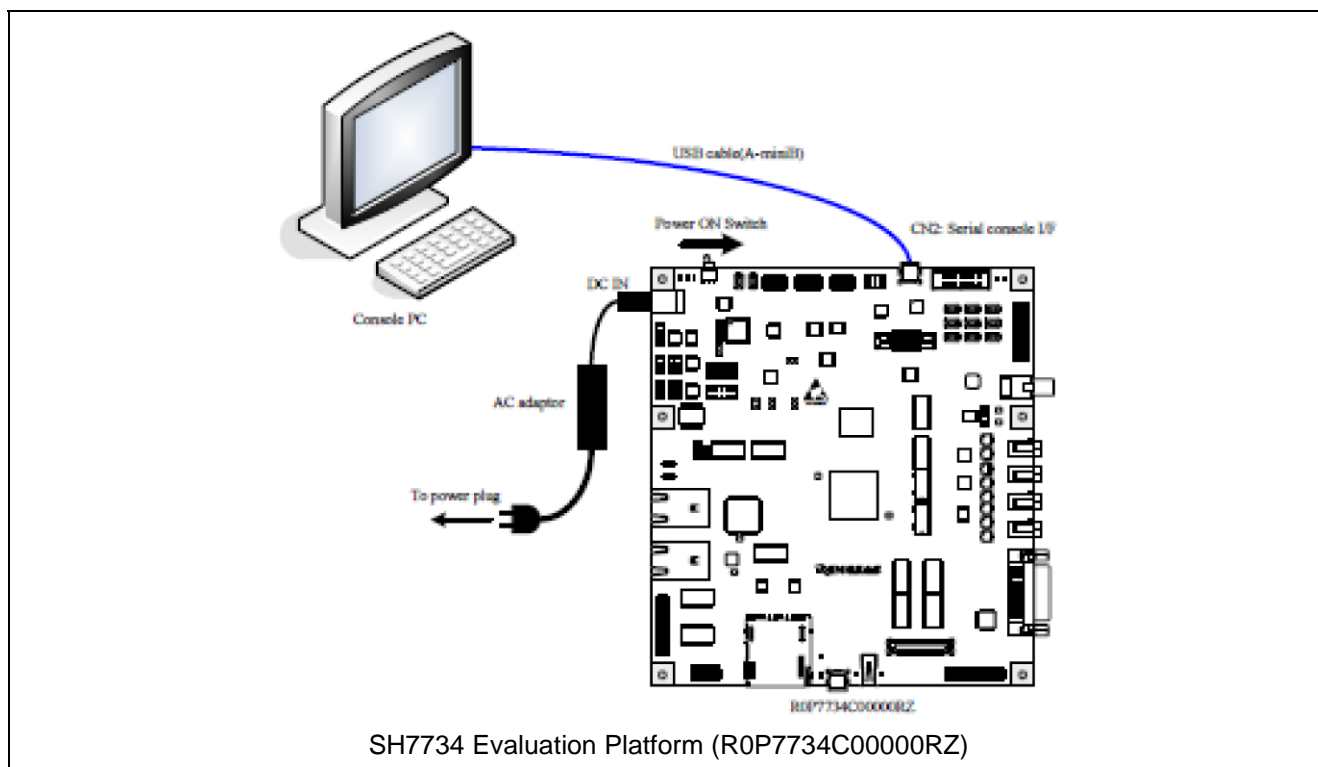 USB cable(A-miniB)
Power ON Switch
CN2: Serial console I/F
DC IN
Console PC
AC adaptor
To power plug
RENESAS
R0P7734C00000RZ
SH7734 Evaluation Platform (R0P7734C00000RZ)